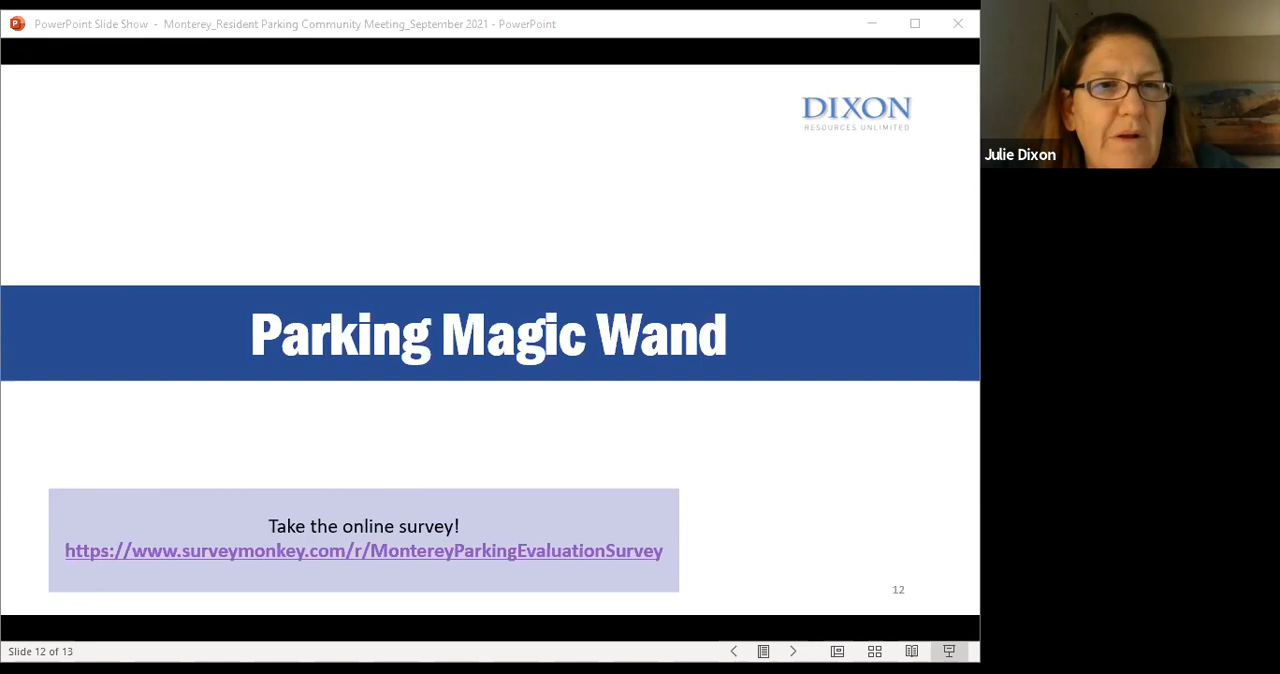 PowerPoint Slide Show - Monterey_Resident Parking Community Meeting_September 2021 - PowerPoint
DIXON
RESOURCES UNLIMITED
Julie Dixon
Parking Magic Wand
Take the online survey!
https://www.surveymonkey.com/r/MontereyParkingEvaluationSurvey
12
Slide 12 of 13